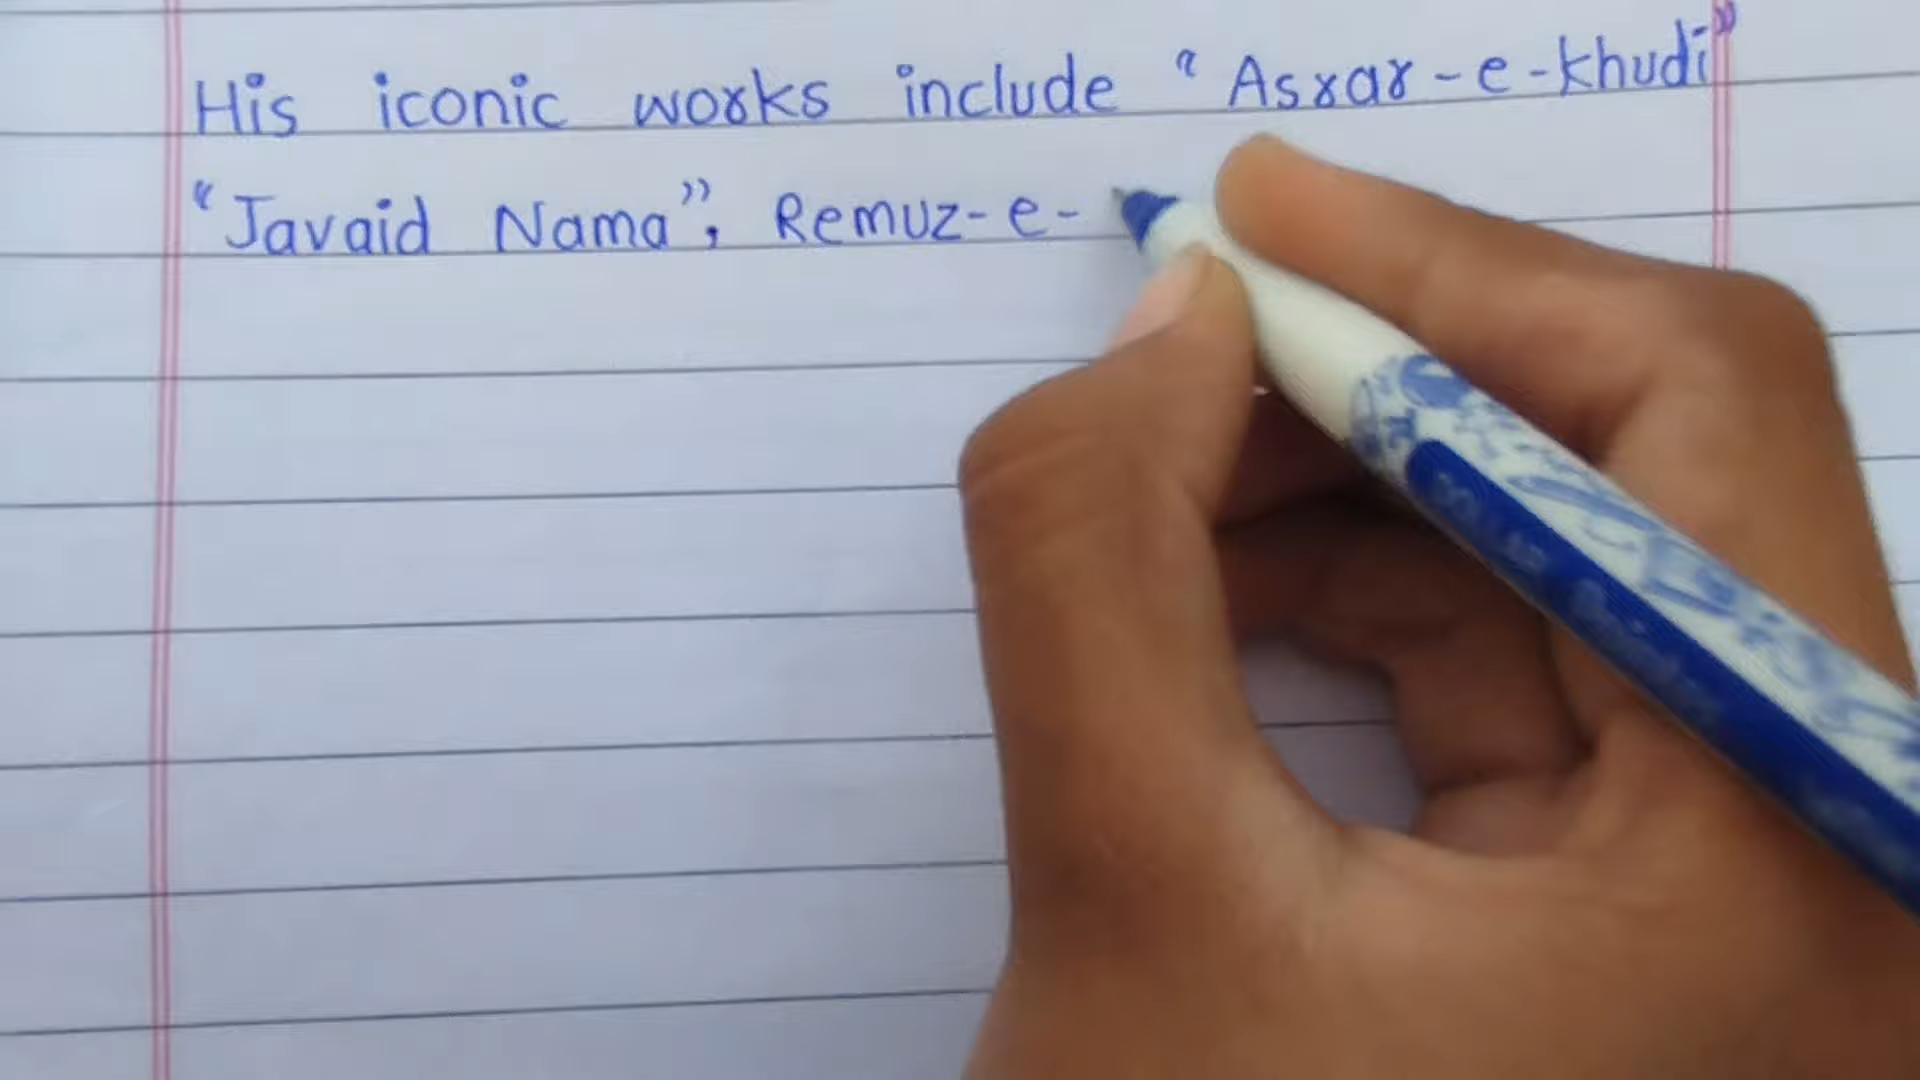 His iconic works include “Asrar-e-khudi”
“Javaid Nama”, Remuz-e-